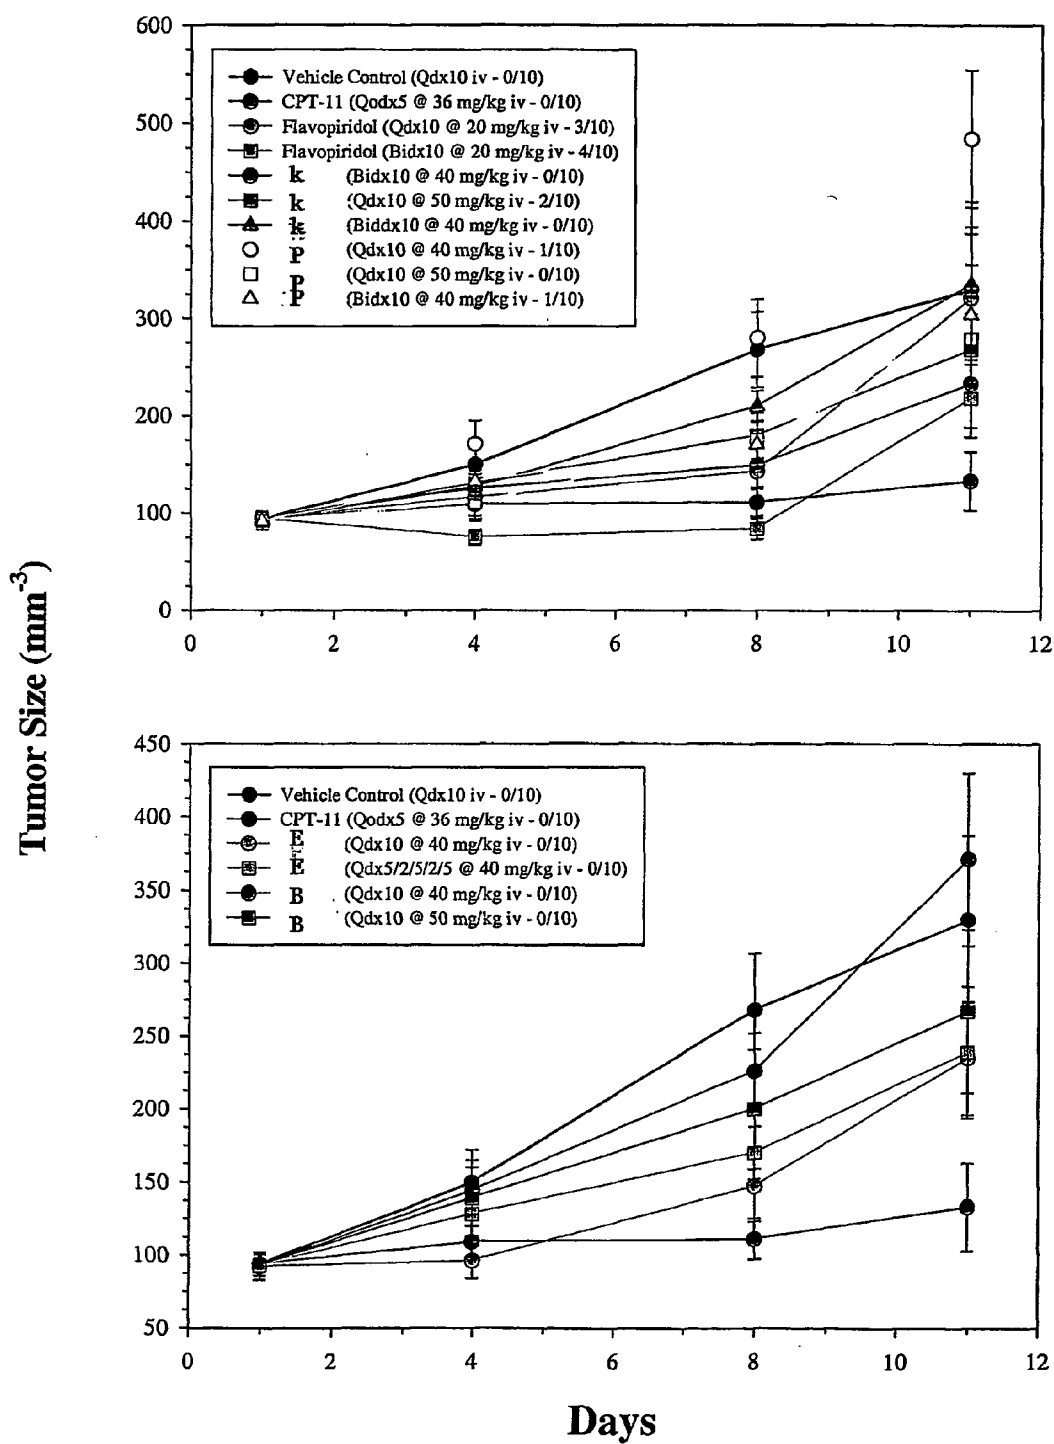 600
500
400
300
200
100
0
Vehicle Control (Qdx10 iv - 0/10)
CPT-11 (Qodx5 @ 36 mg/kg iv - 0/10)
Flavopiridol (Qdx10 @ 20 mg/kg iv - 3/10)
Flavopiridol (Bidx10 @ 20 mg/kg iv - 4/10)
k (Bidx10 @ 40 mg/kg iv - 0/10)
k (Qdx10 @ 50 mg/kg iv - 2/10)
k (Biddx10 @ 40 mg/kg iv - 0/10)
P (Qdx10 @ 40 mg/kg iv - 1/10)
P (Qdx10 @ 50 mg/kg iv - 0/10)
P (Bidx10 @ 40 mg/kg iv - 1/10)
0 2 4 6 8 10 12
Tumor Size (mm⁻³)
450
400
350
300
250
200
150
100
50
Vehicle Control (Qdx10 iv - 0/10)
CPT-11 (Qodx5 @ 36 mg/kg iv - 0/10)
E (Qdx10 @ 40 mg/kg iv - 0/10)
E (Qdx5/2/5/2/5 @ 40 mg/kg iv - 0/10)
B (Qdx10 @ 40 mg/kg iv - 0/10)
B (Qdx10 @ 50 mg/kg iv - 0/10)
0 2 4 6 8 10 12
Days